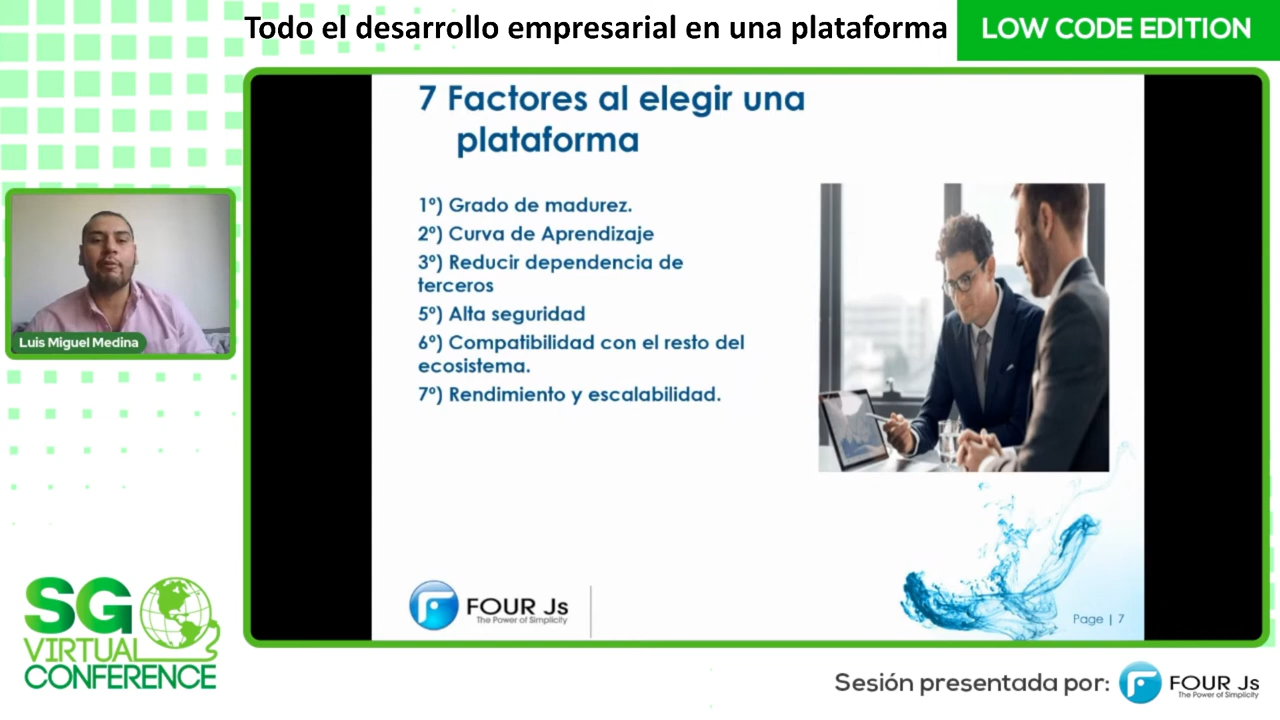 Todo el desarrollo empresarial en una plataforma
LOW CODE EDITION
7 Factores al elegir una
plataforma
1º) Grado de madurez.
2º) Curva de Aprendizaje
3º) Reducir dependencia de
terceros
5º) Alta seguridad
6º) Compatibilidad con el resto del
ecosistema.
7º) Rendimiento y escalabilidad.
Luis Miguel Medina
FOUR Js
The Power of Simplicity
Page | 7
SG
VIRTUAL
CONFERENCE
Sesión presentada por:
FOUR Js
The Power of Simplicity